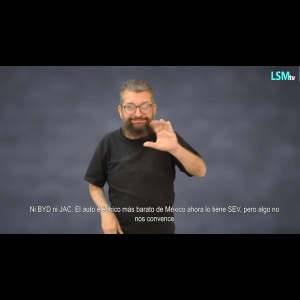 LSMtv
Ni BYD ni JAC. El auto eléctrico más barato de México ahora lo tiene SEV, pero algo no
nos convence